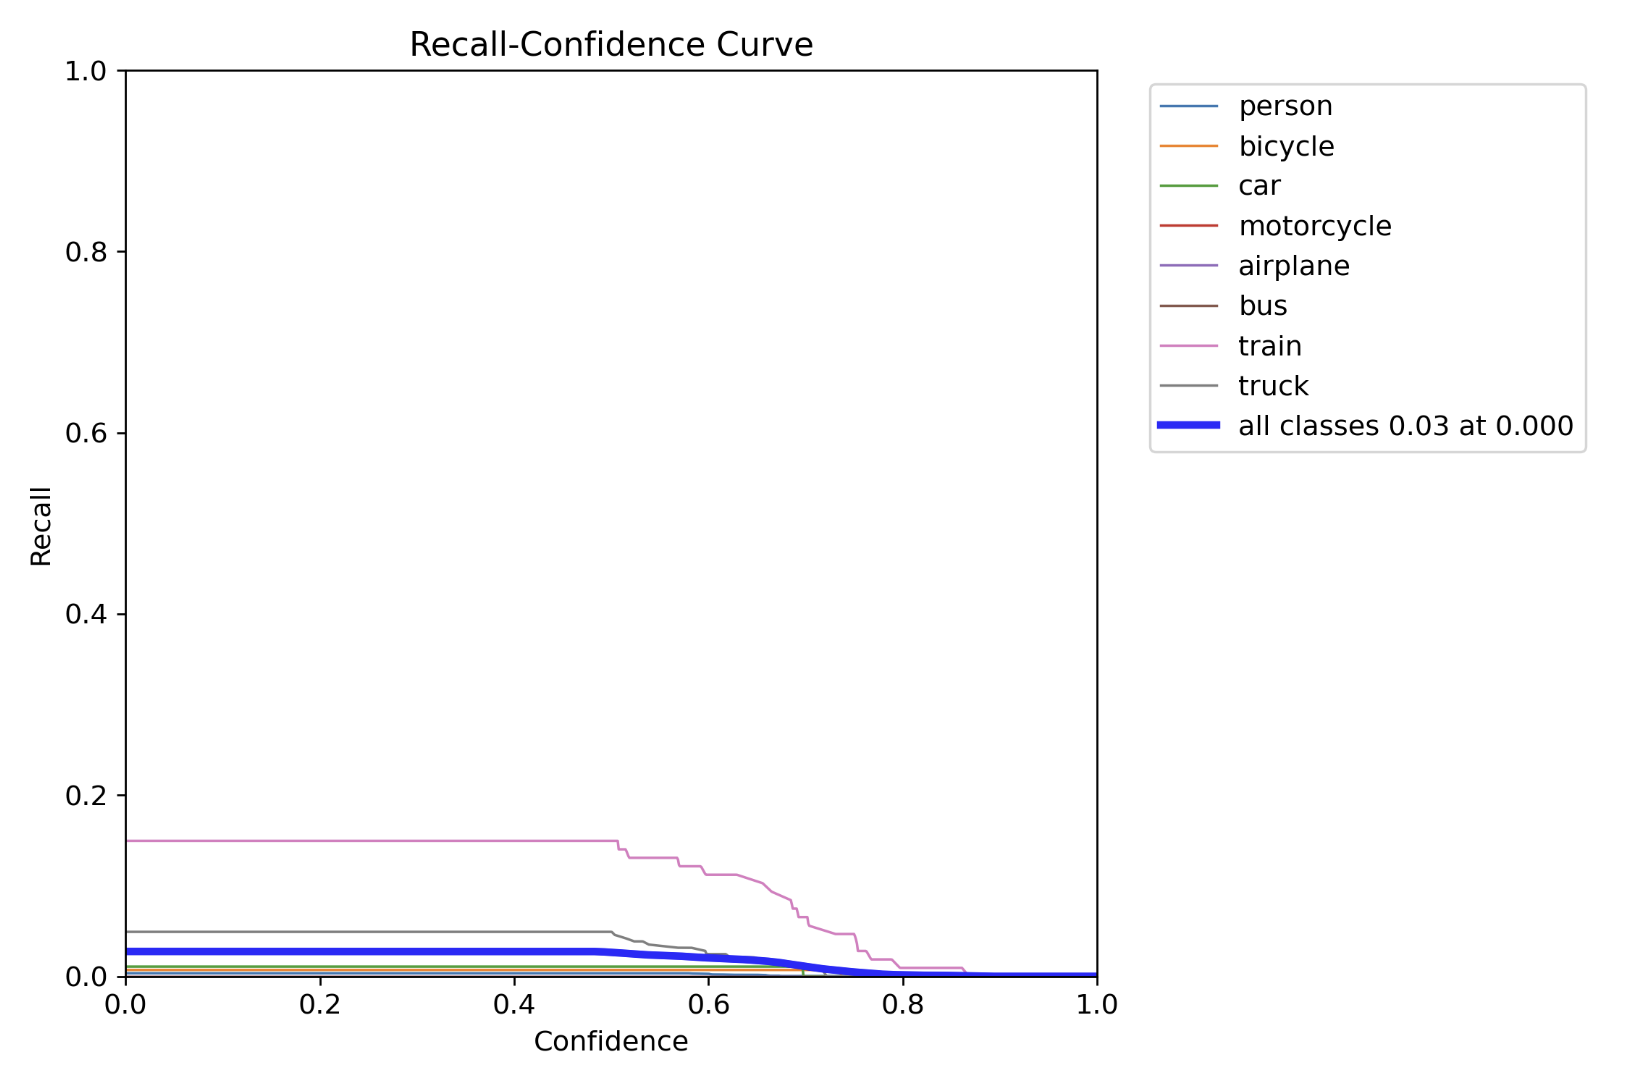 Recall-Confidence Curve
1.0
0.8
0.6
0.4
0.2
0.0
Recall
0.0 0.2 0.4 0.6 0.8 1.0
Confidence
person
bicycle
car
motorcycle
airplane
bus
train
truck
all classes 0.03 at 0.000